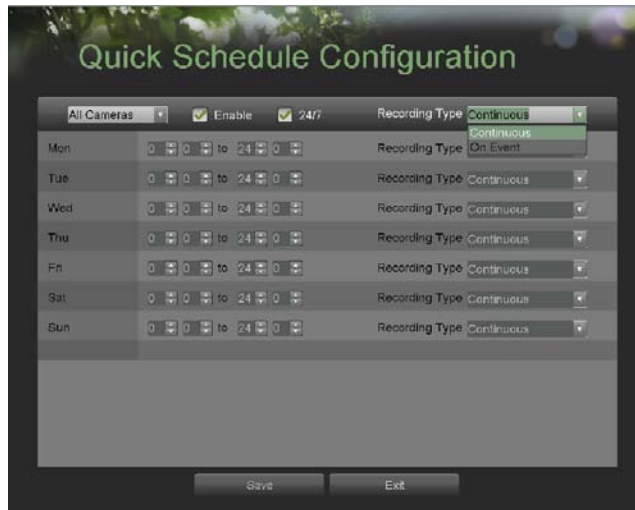 Quick Schedule Configuration
All Cameras Enable 24/7 Recording Type Continuous
Continuous
On Event
Mon 0 0 to 24 0 Recording Type
Tue 0 0 to 24 0 Recording Type Continuous
Wed 0 0 to 24 0 Recording Type Continuous
Thu 0 0 to 24 0 Recording Type Continuous
Fri 0 0 to 24 0 Recording Type Continuous
Sat 0 0 to 24 0 Recording Type Continuous
Sun 0 0 to 24 0 Recording Type Continuous
Save Exit